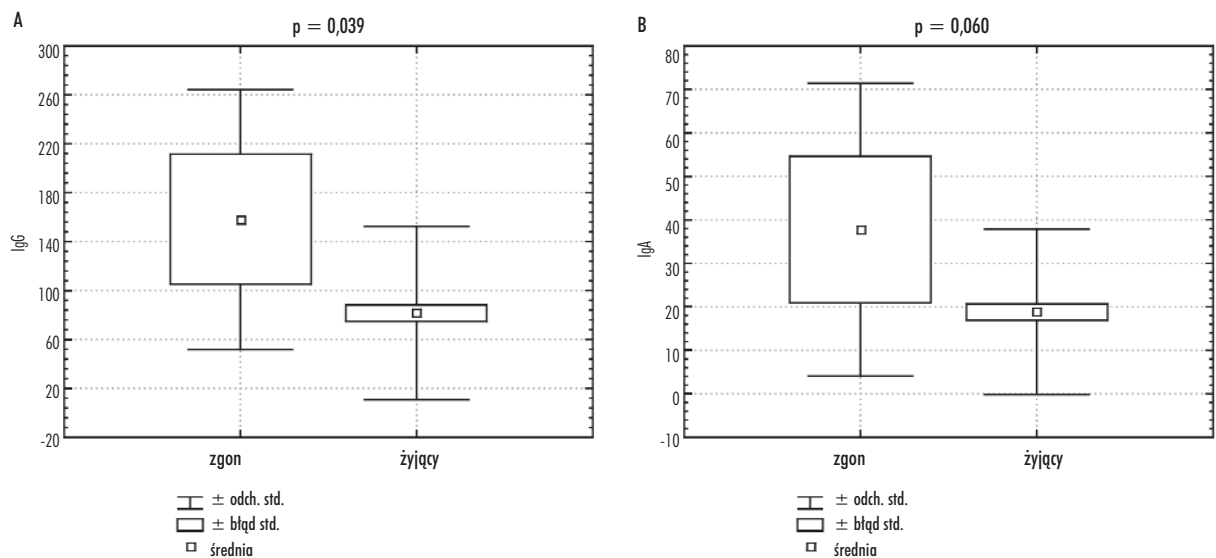 A
p = 0,039
300
260
220
180
140
100
60
20
-20
IgG
zgon
żyjący
± odch. std.
± błąd std.
średnia
B
p = 0,060
80
70
60
50
40
30
20
10
0
-10
IgA
zgon
żyjący
± odch. std.
± błąd std.
średnia